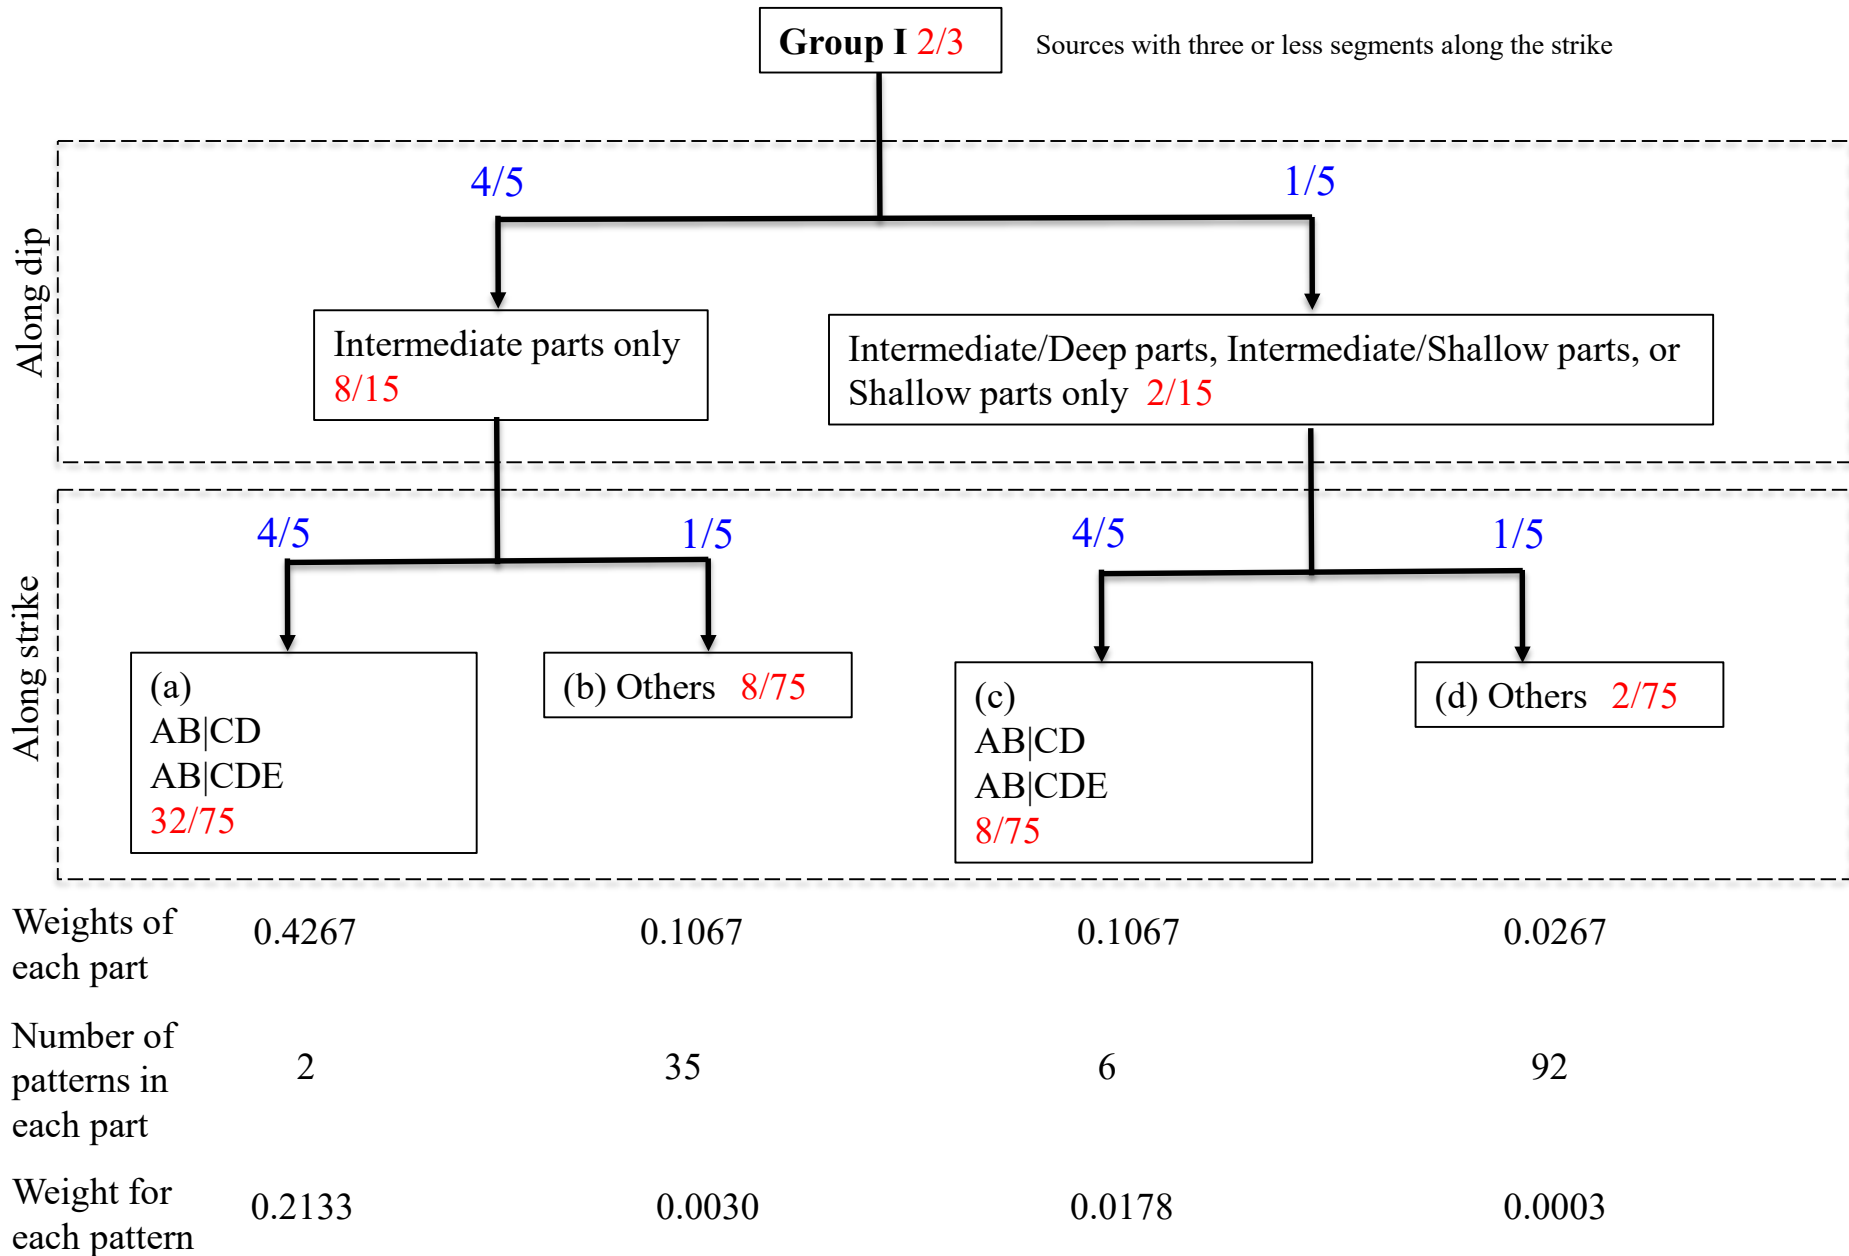 Group I 2/3
Sources with three or less segments along the strike
Along dip
4/5
1/5
Intermediate parts only
8/15
Intermediate/Deep parts, Intermediate/Shallow parts, or
Shallow parts only 2/15
Along strike
4/5
1/5
4/5
1/5
(a)
AB|CD
AB|CDE
32/75
(b) Others 8/75
(c)
AB|CD
AB|CDE
8/75
(d) Others 2/75
Weights of
each part
0.4267
0.1067
0.1067
0.0267
Number of
patterns in
each part
2
35
6
92
Weight for
each pattern
0.2133
0.0030
0.0178
0.0003